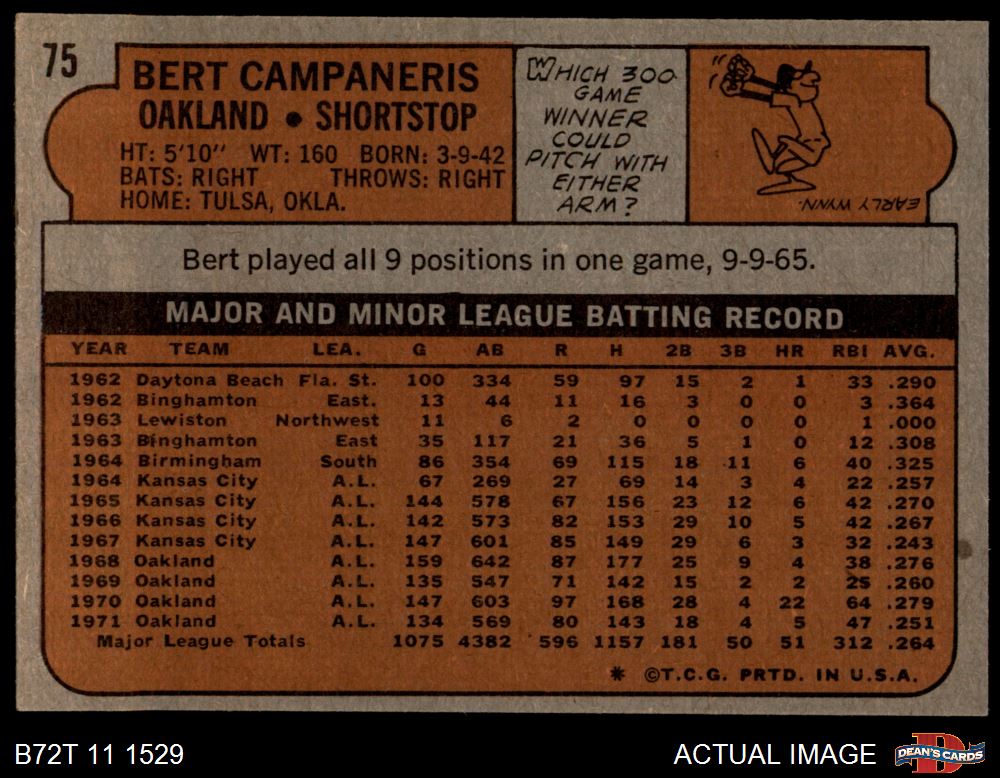 75
BERT CAMPANERIS
OAKLAND • SHORTSTOP
HT: 5'10" WT: 160 BORN: 3-9-42
BATS: RIGHT THROWS: RIGHT
HOME: TULSA, OKLA.
WHICH 300
GAME
WINNER
COULD
PITCH WITH
EITHER
ARM?
EARLY WYNN.
Bert played all 9 positions in one game, 9-9-65.
MAJOR AND MINOR LEAGUE BATTING RECORD
YEAR TEAM LEA. G AB R H 2B 3B HR RBI AVG.
1962 Daytona Beach Fla. St. 100 334 59 97 15 2 1 33 .290
1962 Binghamton East. 13 44 11 16 3 0 0 3 .364
1963 Lewiston Northwest 11 6 2 0 0 0 0 1 .000
1963 Binghamton East 35 117 21 36 5 1 0 12 .308
1964 Birmingham South 86 354 69 115 18 11 6 40 .325
1964 Kansas City A.L. 67 269 27 69 14 3 4 22 .257
1965 Kansas City A.L. 144 578 67 156 23 12 6 42 .270
1966 Kansas City A.L. 142 573 82 153 29 10 5 42 .267
1967 Kansas City A.L. 147 601 85 149 29 6 3 32 .243
1968 Oakland A.L. 159 642 87 177 25 9 4 38 .276
1969 Oakland A.L. 135 547 71 142 15 2 2 25 .260
1970 Oakland A.L. 147 603 97 168 28 4 22 64 .279
1971 Oakland A.L. 134 569 80 143 18 4 5 47 .251
Major League Totals 1075 4382 596 1157 181 50 51 312 .264
* ©T.C.G. PRTD. IN U.S.A.
B72T 11 1529
ACTUAL IMAGE
D
DEAN'S CARDS